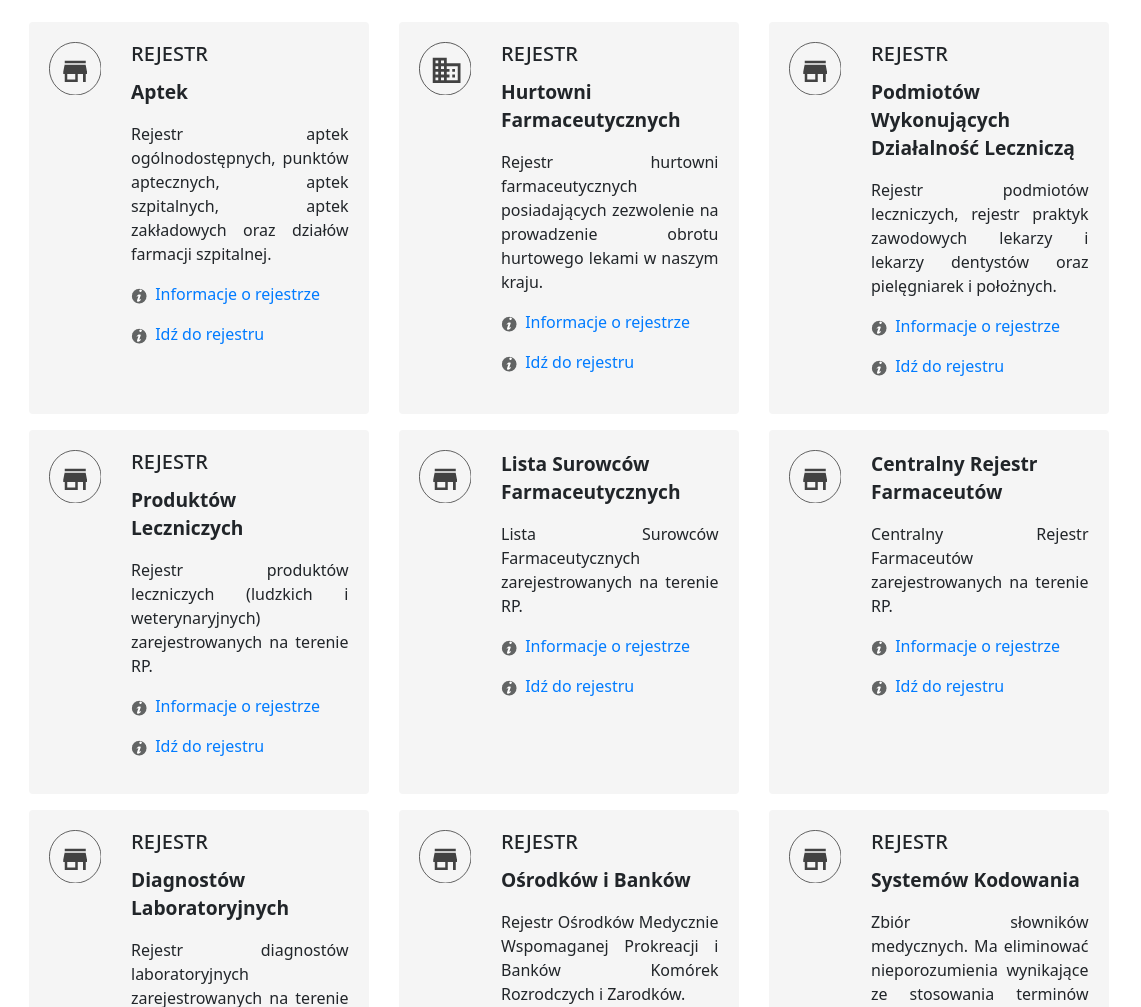 REJESTR
Aptek
Rejestr aptek
ogólnodostępnych, punktów
aptecznych, aptek
szpitalnych, aptek
zakładowych oraz działów
farmacji szpitalnej.
Informacje o rejestrze
Idź do rejestru
REJESTR
Hurtowni
Farmaceutycznych
Rejestr hurtowni
farmaceutycznych
posiadających zezwolenie na
prowadzenie obrotu
hurtowego lekami w naszym
kraju.
Informacje o rejestrze
Idź do rejestru
REJESTR
Podmiotów
Wykonujących
Działalność Leczniczą
Rejestr podmiotów
leczniczych, rejestr praktyk
zawodowych lekarzy i
lekarzy dentystów oraz
pielęgniarek i położnych.
Informacje o rejestrze
Idź do rejestru
REJESTR
Produktów
Leczniczych
Rejestr produktów
leczniczych (ludzkich i
weterynaryjnych)
zarejestrowanych na terenie
RP.
Informacje o rejestrze
Idź do rejestru
Lista Surowców
Farmaceutycznych
Lista Surowców
Farmaceutycznych
zarejestrowanych na terenie
RP.
Informacje o rejestrze
Idź do rejestru
Centralny Rejestr
Farmaceutów
Centralny Rejestr
Farmaceutów
zarejestrowanych na terenie
RP.
Informacje o rejestrze
Idź do rejestru
REJESTR
Diagnostów
Laboratoryjnych
Rejestr diagnostów
laboratoryjnych
zarejestrowanych na terenie
REJESTR
Ośrodków i Banków
Rejestr Ośrodków Medycznie
Wspomaganej Prokreacji i
Banków Komórek
Rozrodczych i Zarodków.
REJESTR
Systemów Kodowania
Zbiór słowników
medycznych. Ma eliminować
nieporozumienia wynikające
ze stosowania terminów